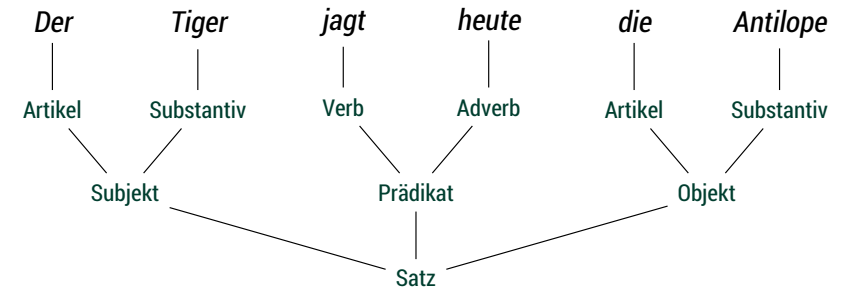 Der Tiger jagt heute die Antilope
Artikel Substantiv Verb Adverb Artikel Substantiv
Subjekt Prädikat Objekt
Satz